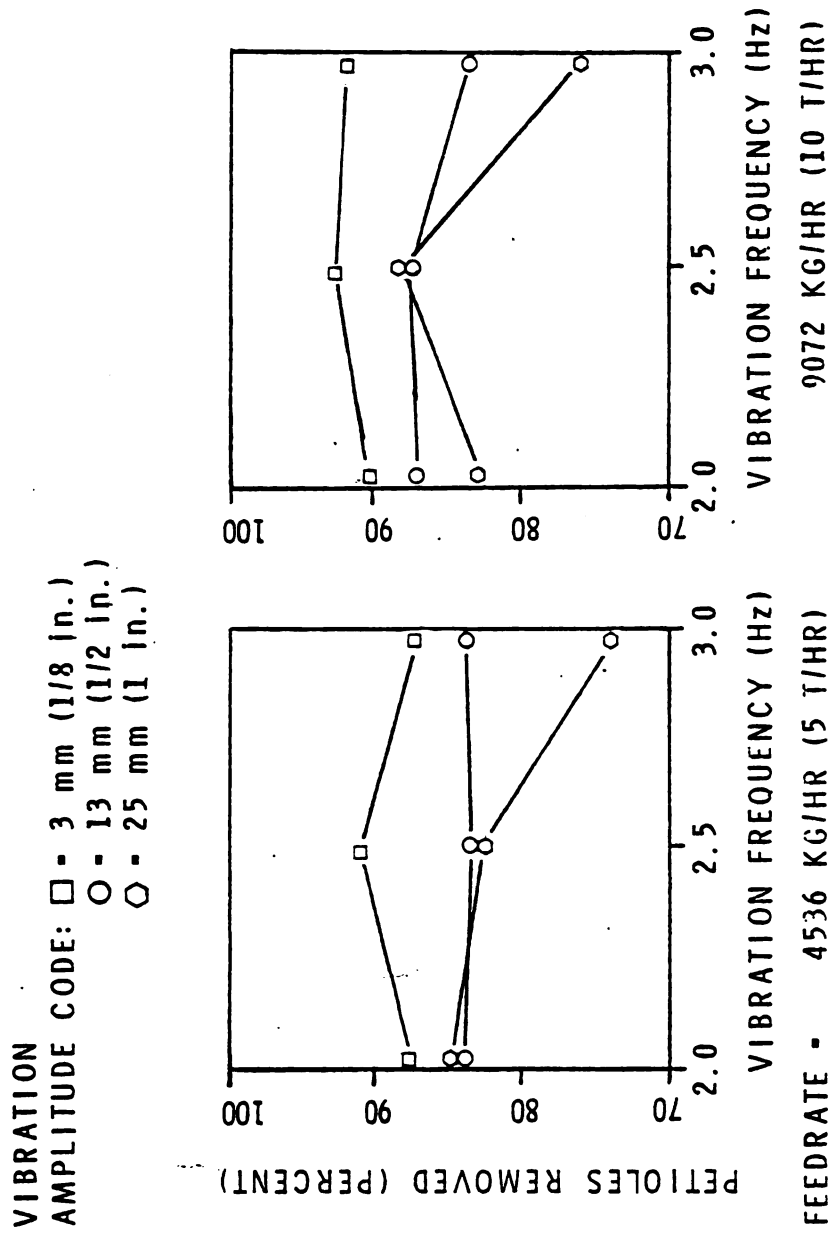 VIBRATION
AMPLITUDE CODE: □ = 3 mm (1/8 in.)
○ = 13 mm (1/2 in.)
⬡ = 25 mm (1 in.)
PETIOLES REMOVED (PERCENT)
100
90
80
70
2.0
2.5
3.0
VIBRATION FREQUENCY (Hz)
100
90
80
70
2.0
2.5
3.0
VIBRATION FREQUENCY (Hz)
FEEDRATE = 4536 KG/HR (5 T/HR) 9072 KG/HR (10 T/HR)